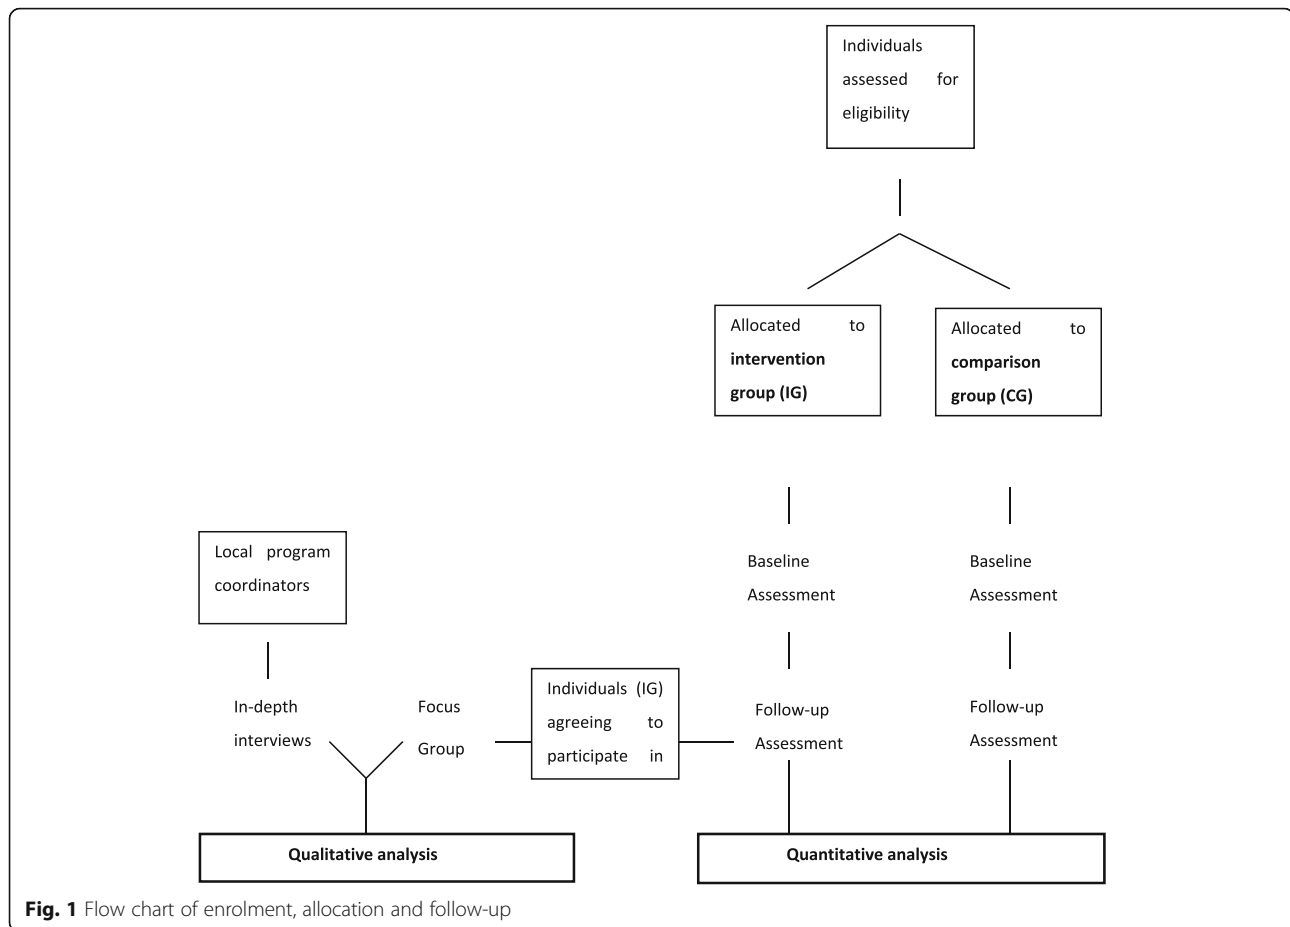 Individuals
assessed for
eligibility
Allocated to
intervention
group (IG)
Allocated to
comparison
group (CG)
Baseline
Assessment
Baseline
Assessment
Local program
coordinators
In-depth
interviews
Focus
Group
Individuals (IG)
agreeing to
participate in
Follow-up
Assessment
Follow-up
Assessment
Qualitative analysis
Quantitative analysis
Fig. 1 Flow chart of enrolment, allocation and follow-up